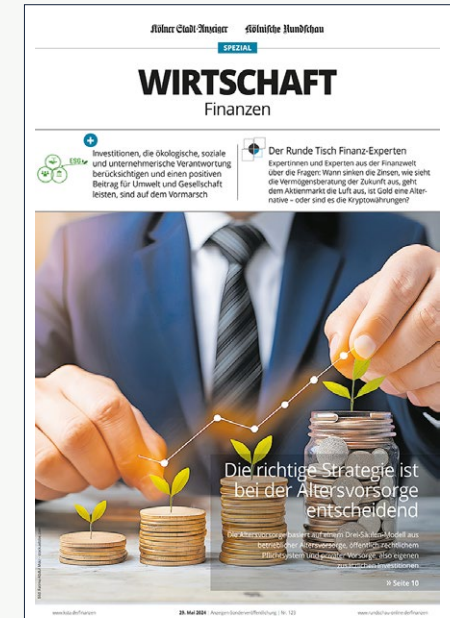 Kölner Stadt-Anzeiger Kölnische Rundschau
SPEZIAL
WIRTSCHAFT
Finanzen
Investitionen, die ökologische, soziale
und unternehmerische Verantwortung
berücksichtigen und einen positiven
Beitrag für Umwelt und Gesellschaft
leisten, sind auf dem Vormarsch
Der Runde Tisch Finanz-Experten
Expertinnen und Experten aus der Finanzwelt
über die Fragen: Wann sinken die Zinsen, wie sieht
die Vermögensberatung der Zukunft aus, geht
dem Aktienmarkt die Luft aus, ist Gold eine Alter-
native – oder sind es die Kryptowährungen?
Die richtige Strategie ist
bei der Altersvorsorge
entscheidend
Die Altersvorsorge basiert auf einem Drei-Säulen-Modell aus
betrieblicher Altersvorsorge, öffentlich rechtlichem
Pflichtsystem und privater Vorsorge, also eigenen
zusätzlichen Investitionen
» Seite 10
29. Mai 2024 | Anzeigen-Sonderveröffentlichung | Nr. 123